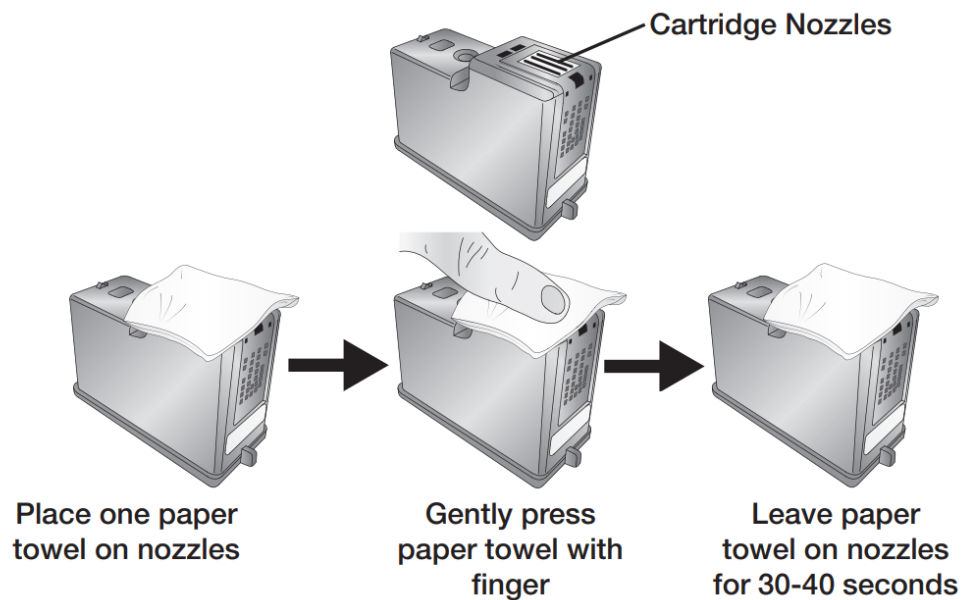 Cartridge Nozzles
Place one paper
towel on nozzles
Gently press
paper towel with
finger
Leave paper
towel on nozzles
for 30-40 seconds